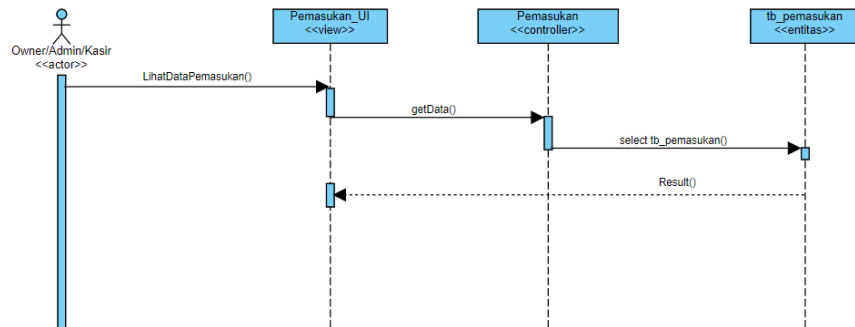 Pemasukan_UI
<<view>>
Pemasukan
<<controller>>
tb_pemasukan
<<entitas>>
Owner/Admin/Kasir
<<actor>>
LihatDataPemasukan()
getData()
select tb_pemasukan()
Result()